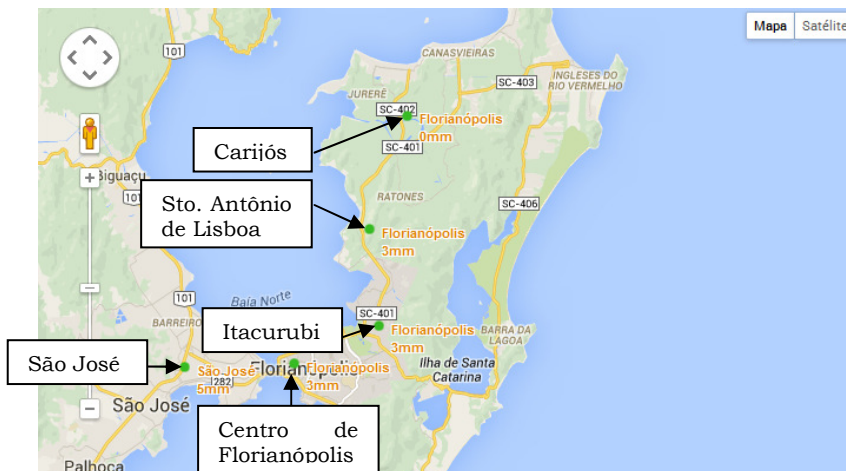 Mapa
Satélite
101
CANASVIEIRAS
JURERÊ
SC-403
INGLESES DO
RIO VERMELHO
SC-402
Florianópolis
0mm
Carijós
SC-401
Biguaçu
101
Sto. Antônio
de Lisboa
RATONES
SC-406
Florianópolis
3mm
101
Baía Norte
BARREIRO
Itacurubi
SC-401
Florianópolis
3mm
BARRA DA
LAGOA
São José
São José
5mm
282
Florianópolis
Florianópolis
3mm
Ilha de Santa
Catarina
São José
Centro de
Florianópolis
Palhoça